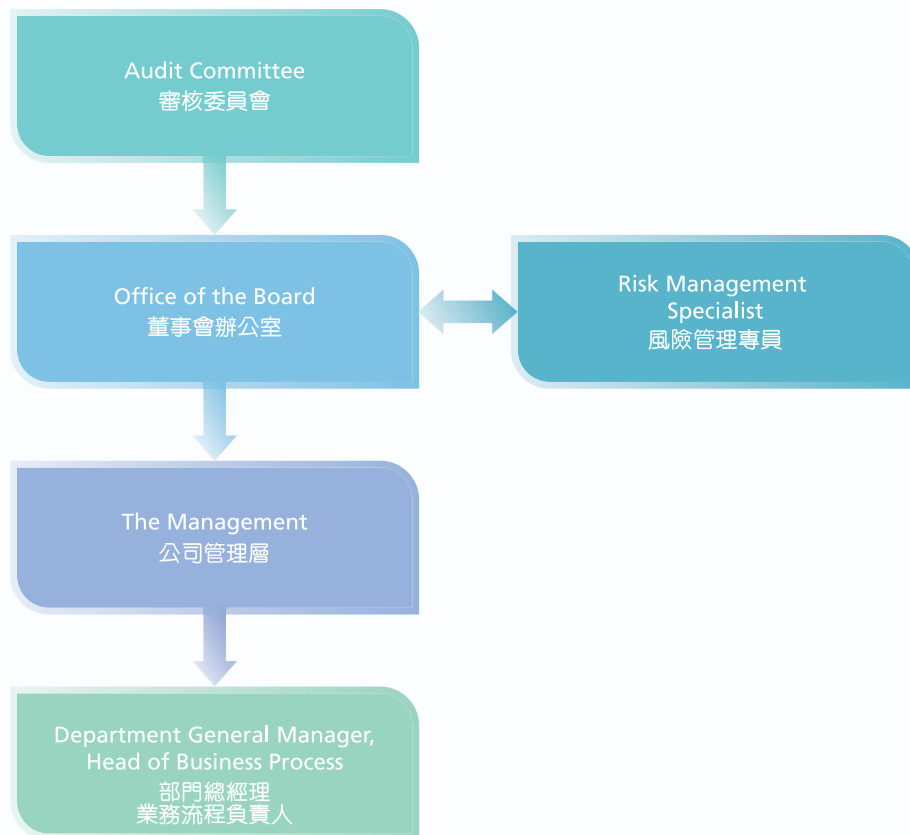 Audit Committee
審核委員會
Office of the Board
董事會辦公室
Risk Management
Specialist
風險管理專員
The Management
公司管理層
Department General Manager,
Head of Business Process
部門總經理
業務流程負責人